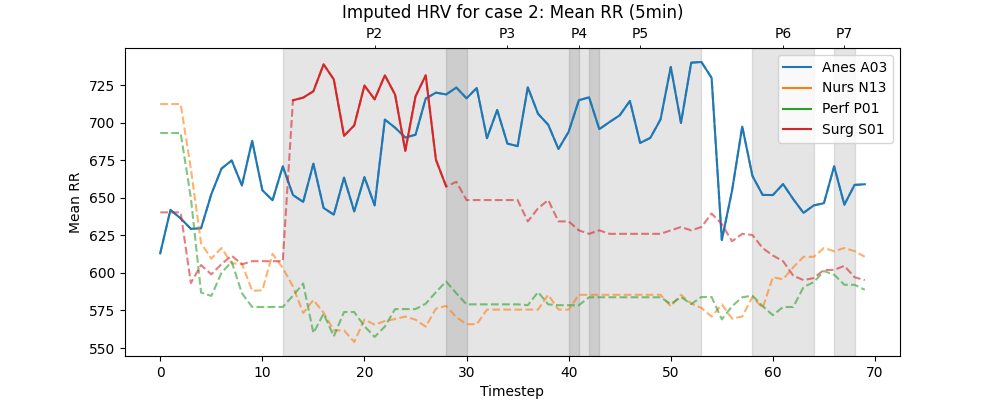 Imputed HRV for case 2: Mean RR (5min)
P2 P3 P4 P5 P6 P7
Anes A03
Nurs N13
Perf P01
Surg S01
725
700
675
650
625
600
575
550
Mean RR
0 10 20 30 40 50 60 70
Timestep